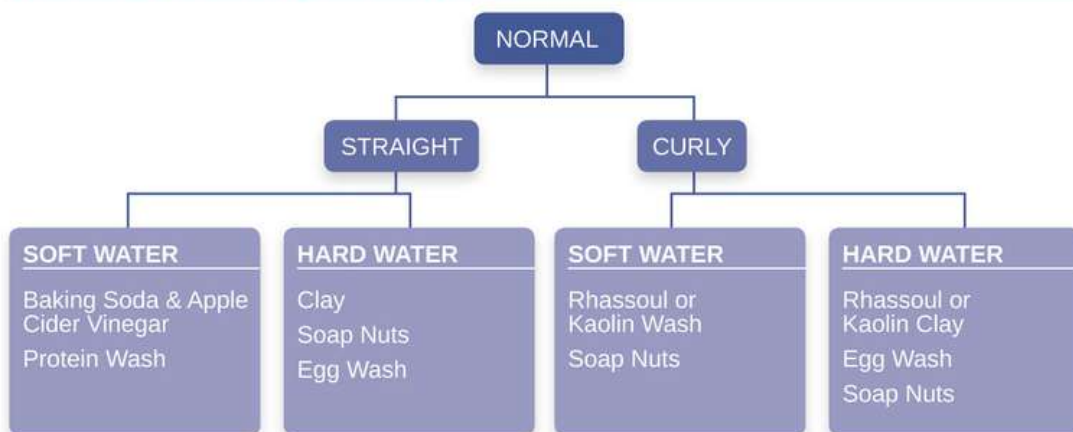 NORMAL
STRAIGHT
CURLY
SOFT WATER
Baking Soda & Apple
Cider Vinegar
Protein Wash
HARD WATER
Clay
Soap Nuts
Egg Wash
SOFT WATER
Rhassoul or
Kaolin Wash
Soap Nuts
HARD WATER
Rhassoul or
Kaolin Clay
Egg Wash
Soap Nuts